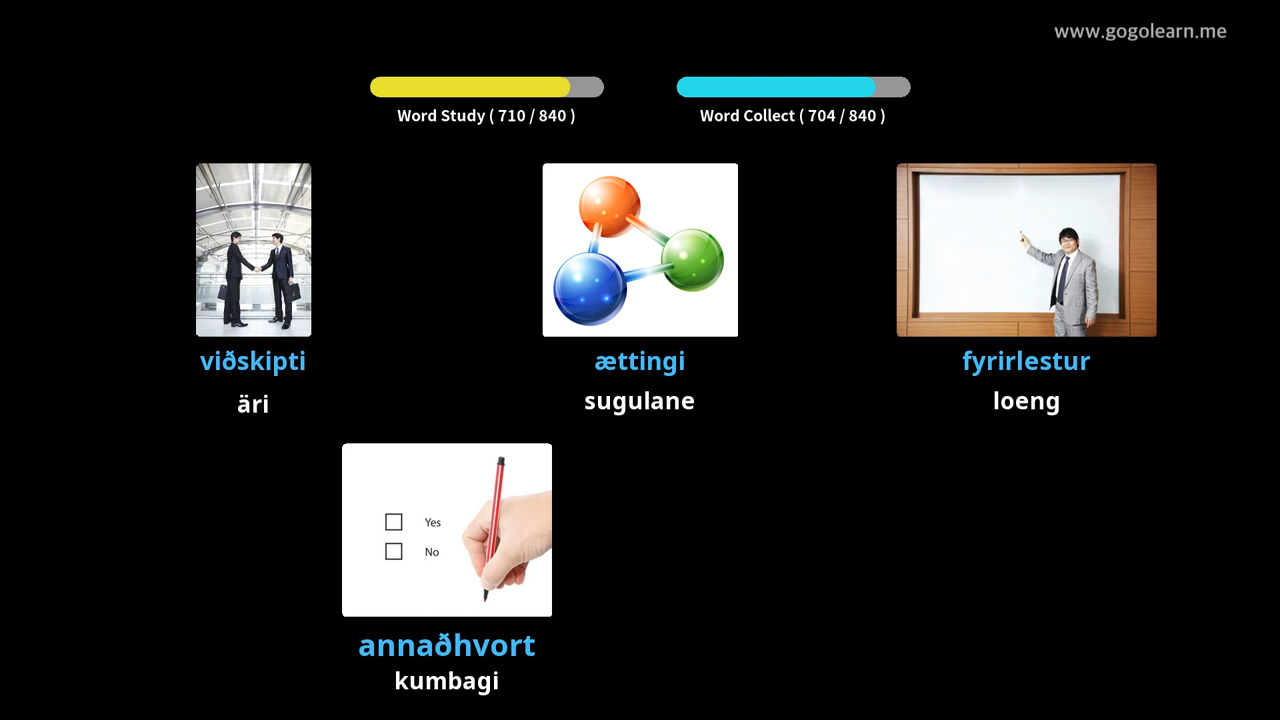 www.gogolearn.me
Word Study ( 710 / 840 )
Word Collect ( 704 / 840 )
viðskipti
ættingi
fyrirlestur
äri
sugulane
loeng
Yes
No
annaðhvort
kumbagi